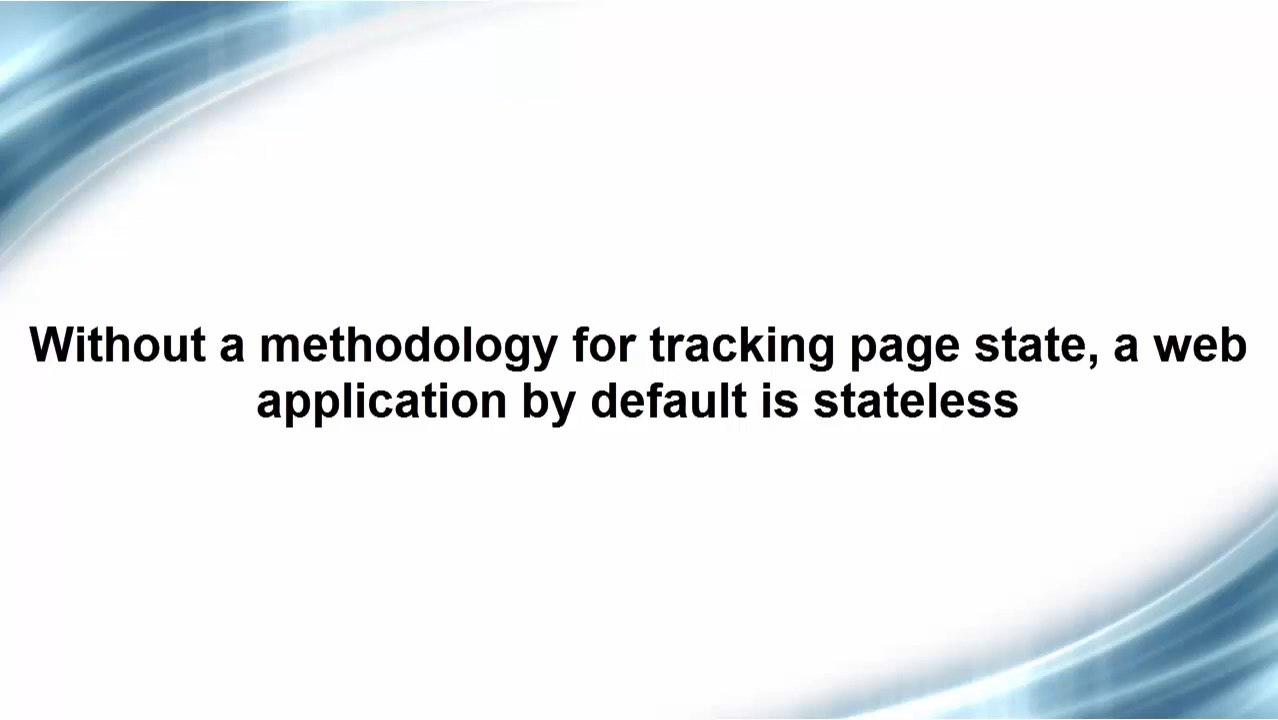 Without a methodology for tracking page state, a web
application by default is stateless